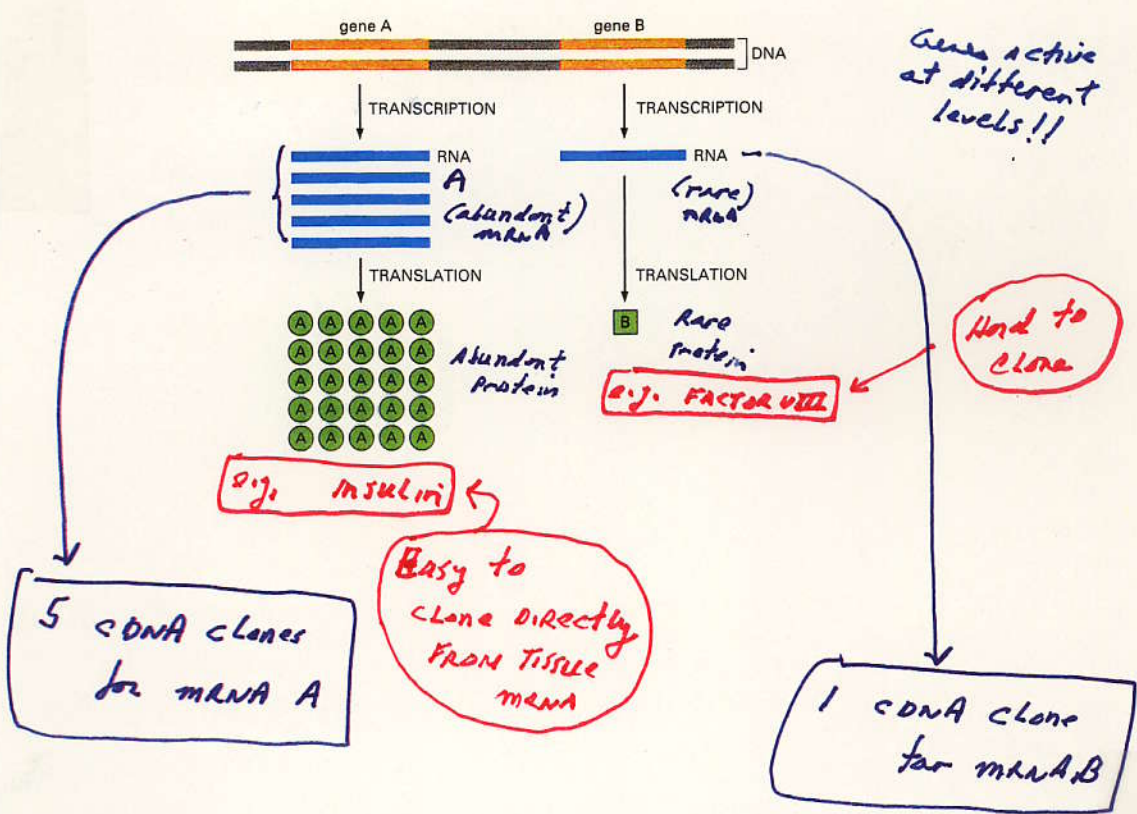 gene A
gene B
DNA
Genes active
at different
levels!!
TRANSCRIPTION
TRANSCRIPTION
RNA
A
(abundont)
mRNA
RNA
(rare)
mRNA
TRANSLATION
TRANSLATION
A A A A A
A A A A A
A A A A A
A A A A A
A A A A A
Abundont
Protein
B
Rare
Protein
e.g. FACTOR VIII
Hard to
Clone
e.g. Insulin
Easy to
Clone Directly
FROM TISSUE
mRNA
5 cDNA Clones
for mRNA A
1 cDNA Clone
for mRNA B